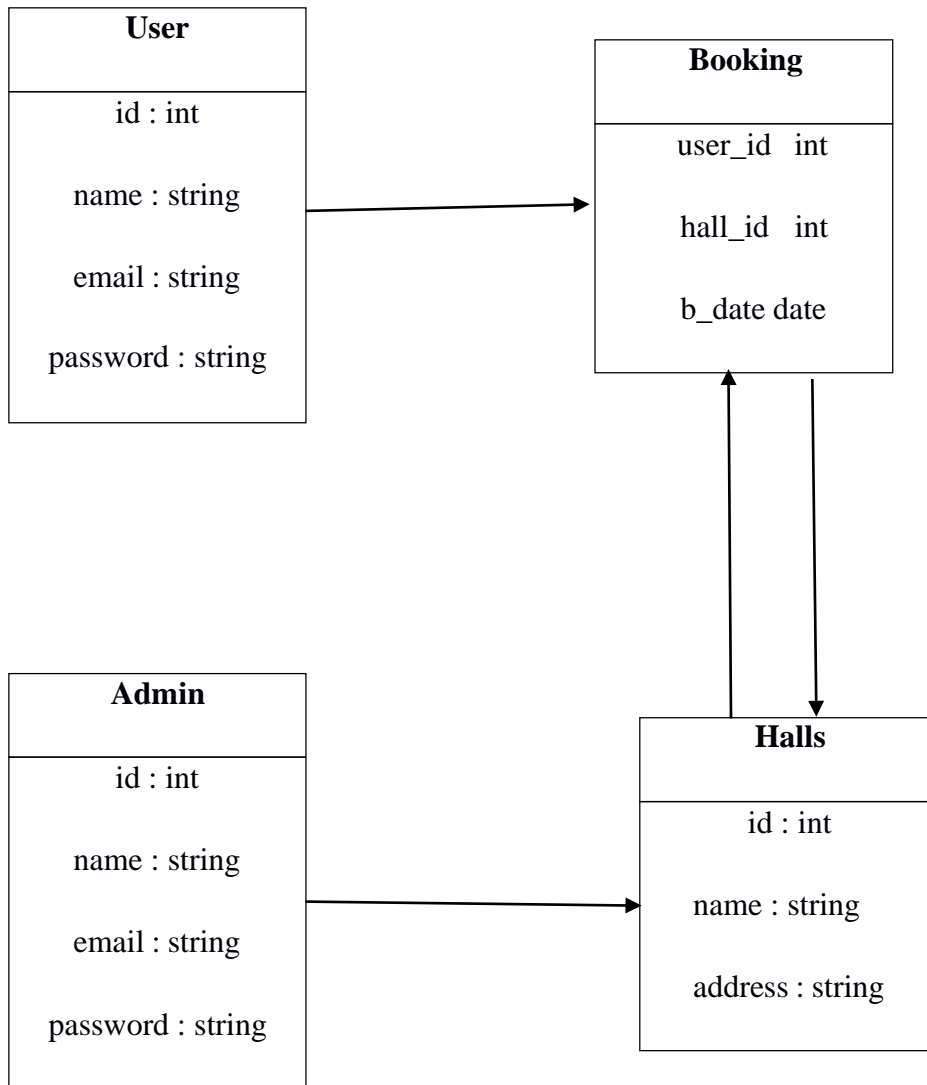 User
id : int
name : string
email : string
password : string
Booking
user_id int
hall_id int
b_date date
Admin
id : int
name : string
email : string
password : string
Halls
id : int
name : string
address : string